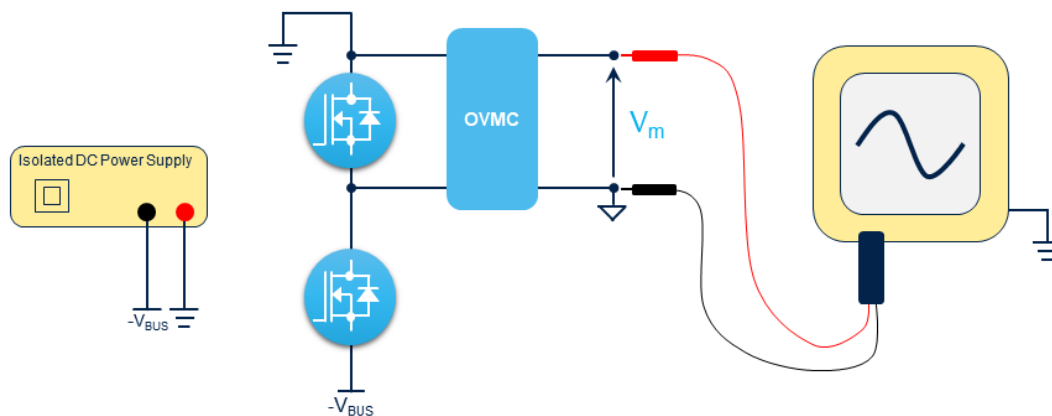 Isolated DC Power Supply
-VBUS
OVMC
Vm
-VBUS